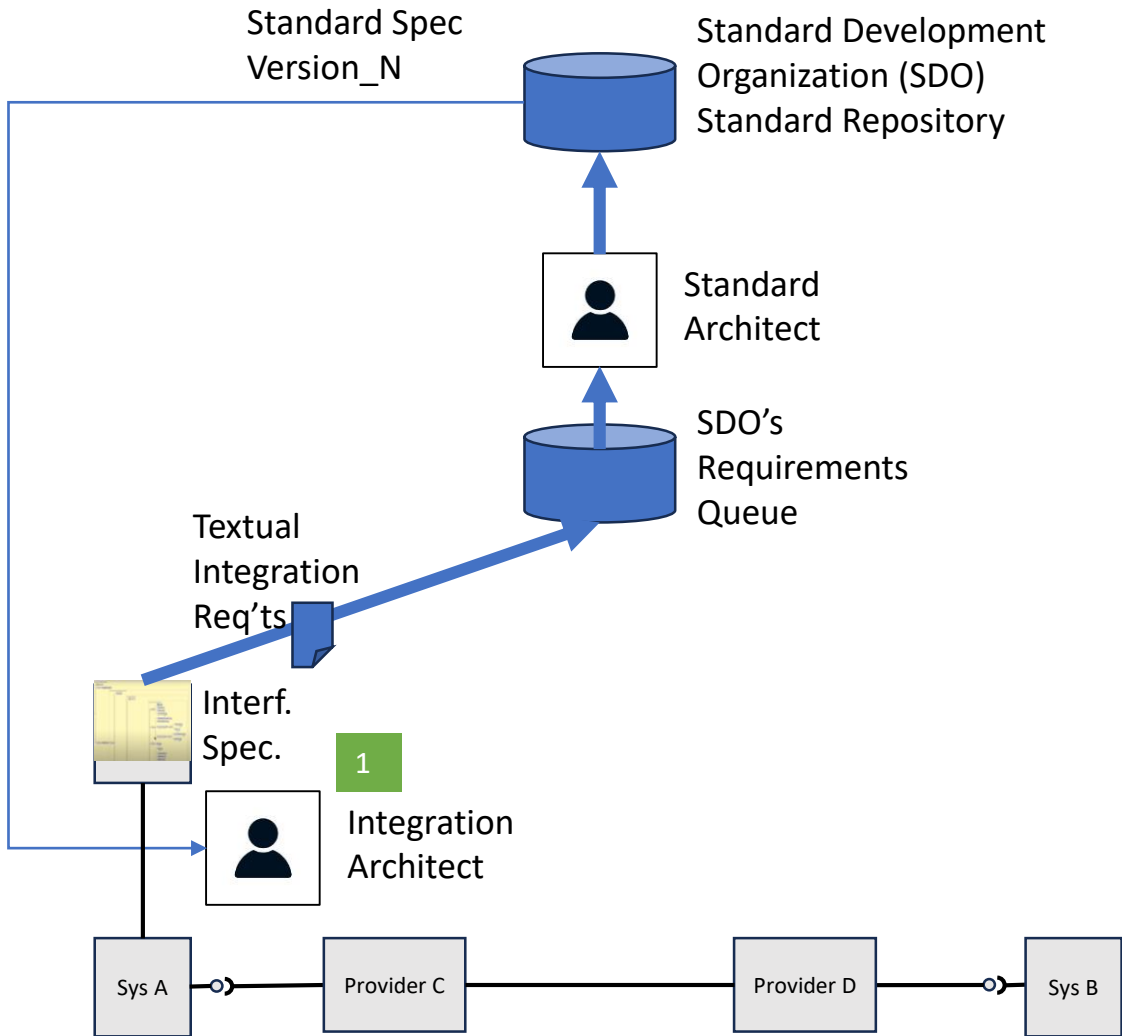 Standard Spec
Version_N
Standard Development
Organization (SDO)
Standard Repository
Standard
Architect
SDO’s
Requirements
Queue
Textual
Integration
Req’ts
Interf.
Spec.
1
Integration
Architect
Sys A
Provider C
Provider D
Sys B